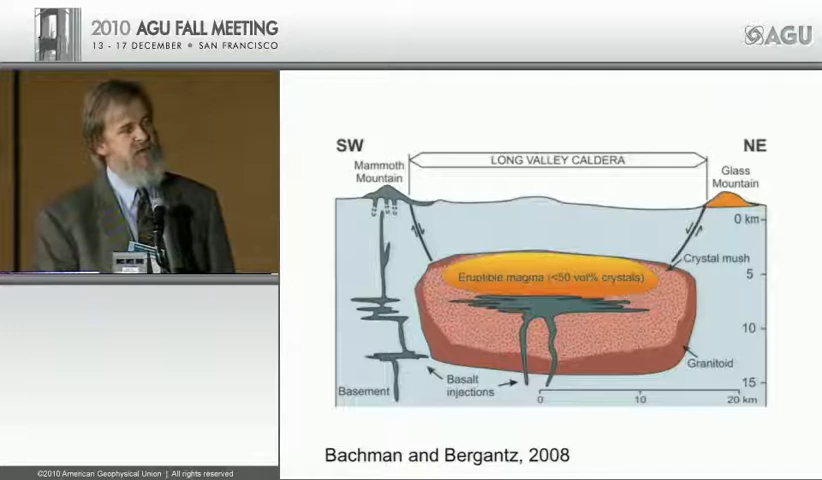 2010 AGU FALL MEETING
13 - 17 DECEMBER • SAN FRANCISCO
AGU
SW
NE
LONG VALLEY CALDERA
Mammoth
Mountain
Glass
Mountain
0 km
Crystal mush
Eruptible magma (<50 vol% crystals)
5
10
Granitoid
Basalt
injections
Basement
15
0
10
20 km
Bachman and Bergantz, 2008
©2010 American Geophysical Union | All rights reserved